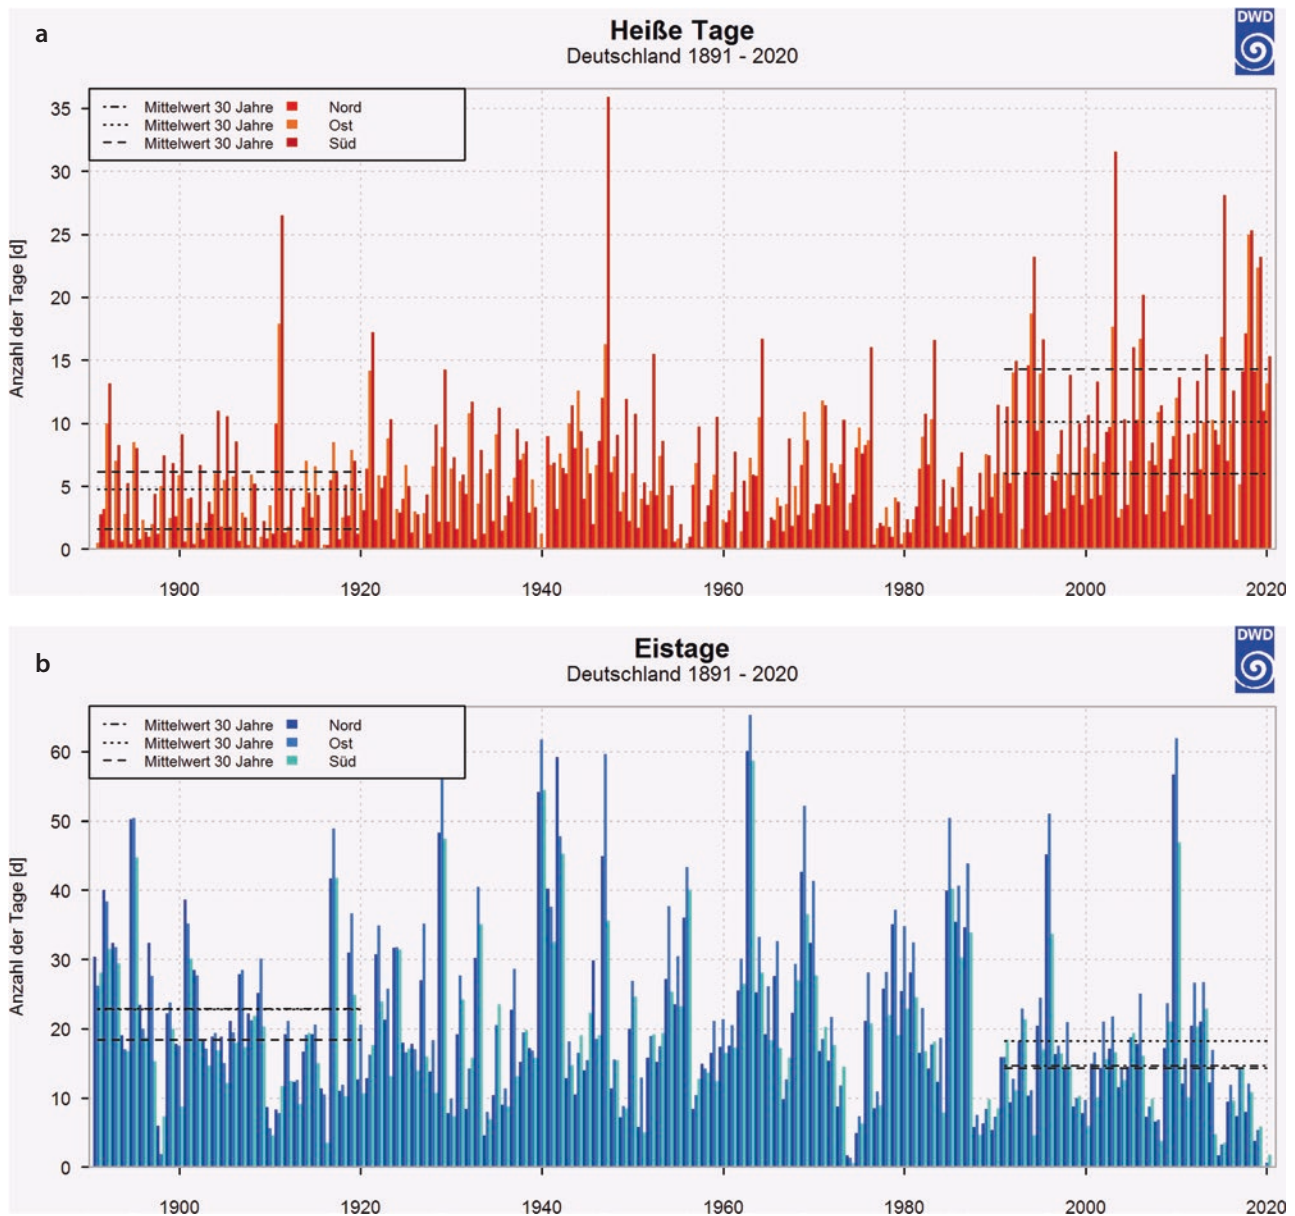 a
Heiße Tage
Deutschland 1891 - 2020
DWD
Mittelwert 30 Jahre Nord
Mittelwert 30 Jahre Ost
Mittelwert 30 Jahre Süd
Anzahl der Tage [d]
35
30
25
20
15
10
5
0
1900 1920 1940 1960 1980 2000 2020
b
Eistage
Deutschland 1891 - 2020
DWD
Mittelwert 30 Jahre Nord
Mittelwert 30 Jahre Ost
Mittelwert 30 Jahre Süd
Anzahl der Tage [d]
60
50
40
30
20
10
0
1900 1920 1940 1960 1980 2000 2020